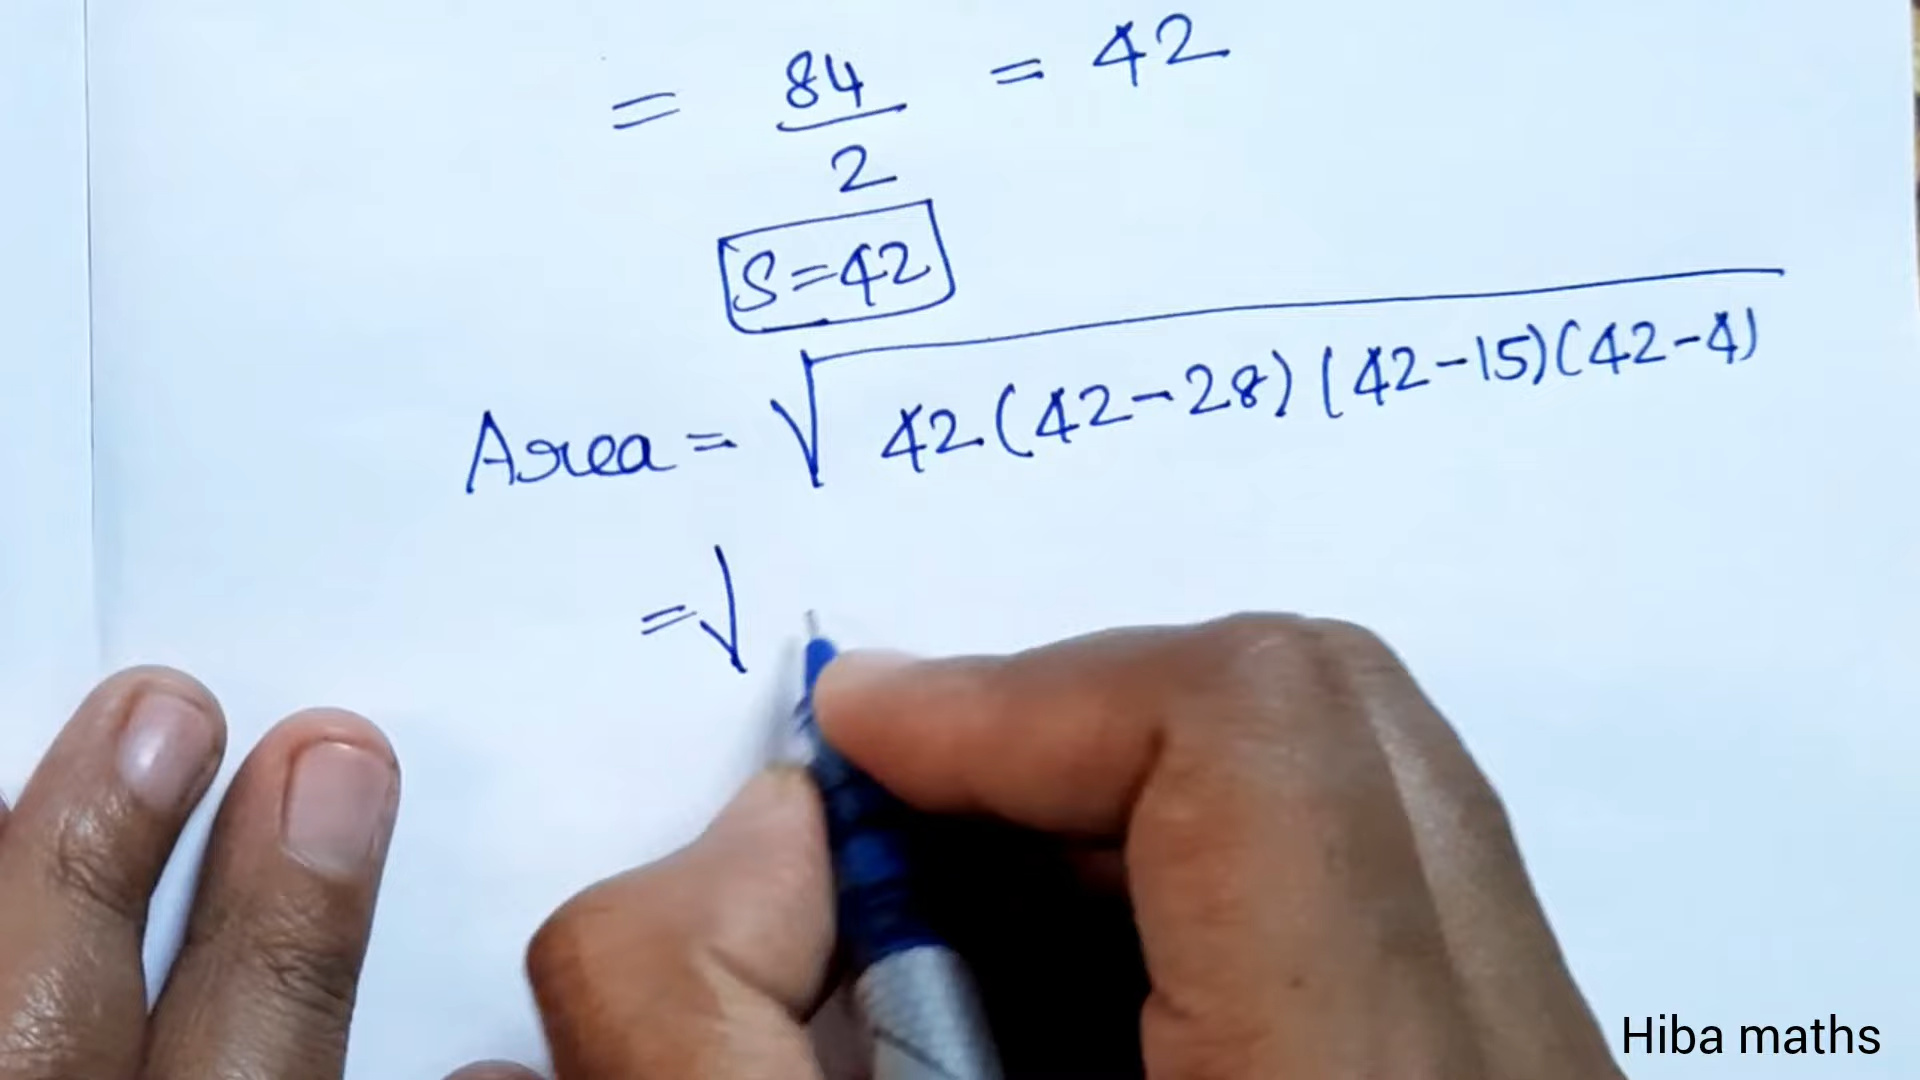 = 84/2 = 42
S=42
Area = √42(42-28)(42-15)(42-4)
=√
Hiba maths